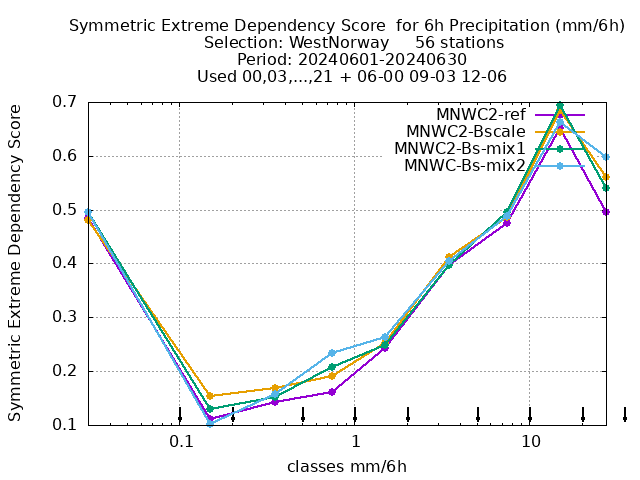 Symmetric Extreme Dependency Score  for 6h Precipitation (mm/6h)
Selection: WestNorway     56 stations
Period: 20240601-20240630
Used 00,03,...,21 + 06-00 09-03 12-06
Symmetric Extreme Dependency Score
0.7
0.6
0.5
0.4
0.3
0.2
0.1
MNWC2-ref
MNWC2-Bscale
MNWC2-Bs-mix1
MNWC-Bs-mix2
0.1
1
10
classes mm/6h